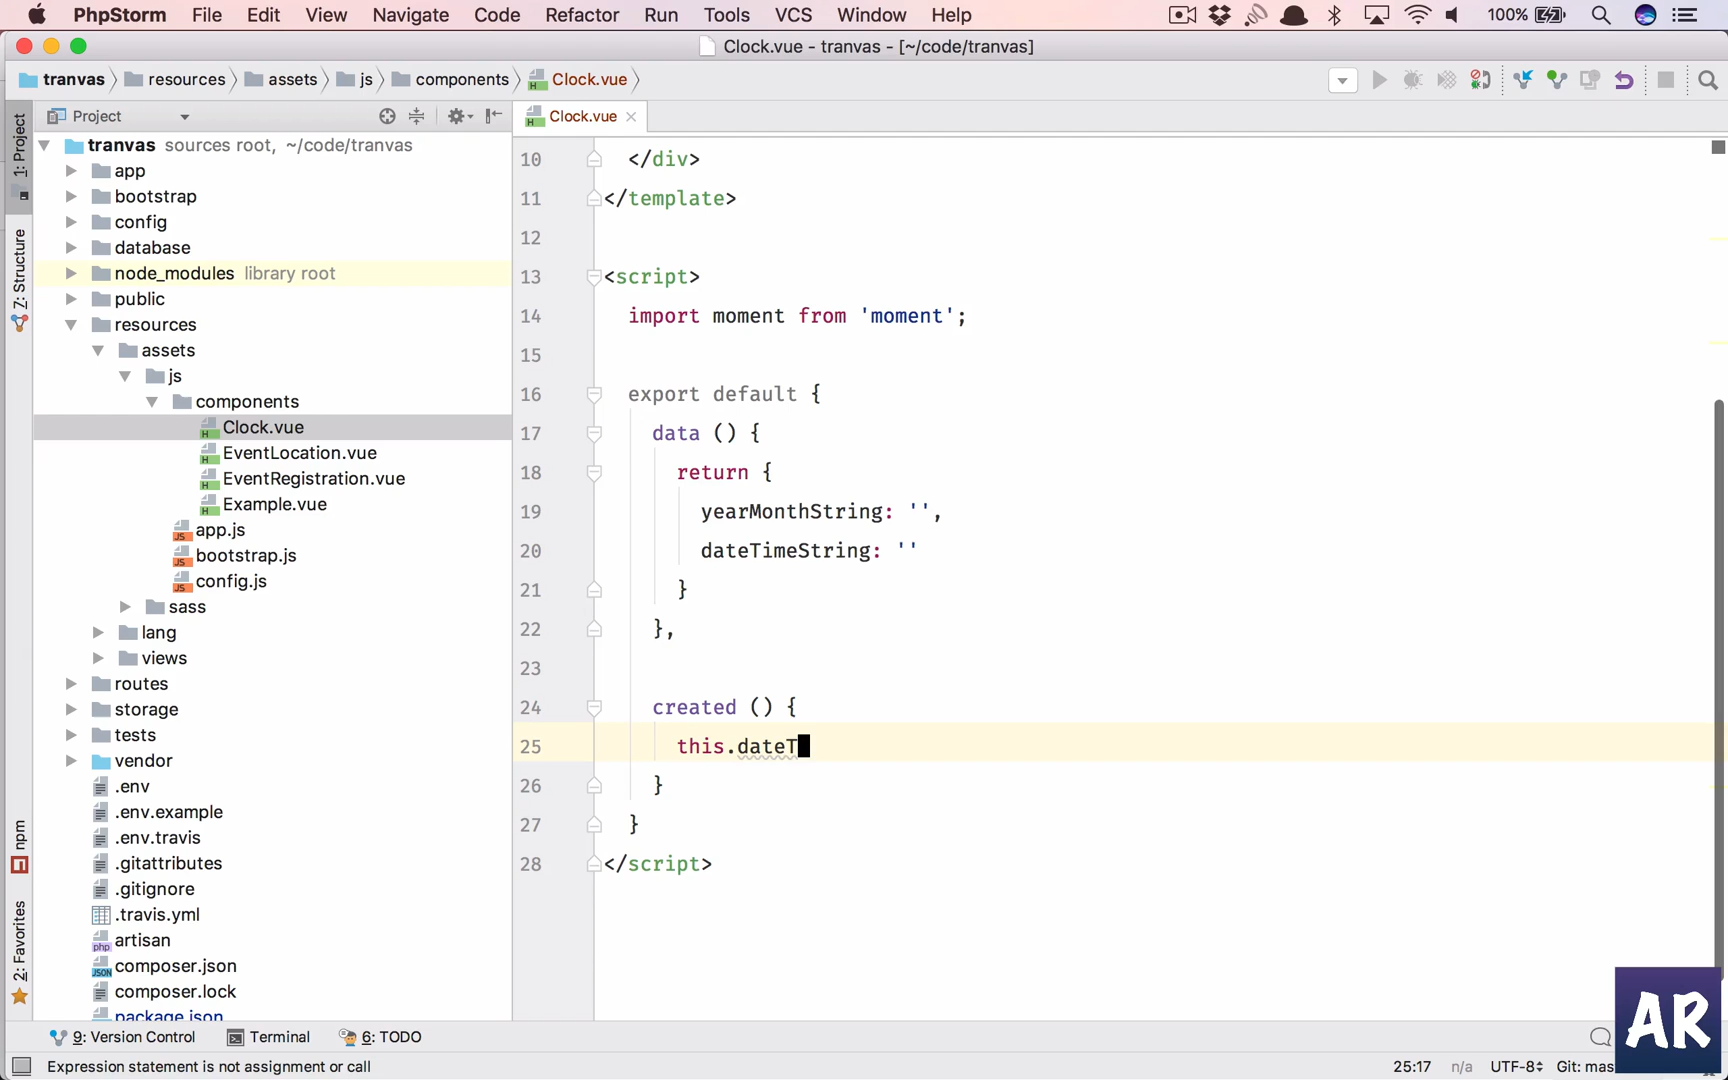 PhpStorm File Edit View Navigate Code Refactor Run Tools VCS Window Help 100%
Clock.vue - tranvas - [~/code/tranvas]
tranvas resources assets js components Clock.vue
Project
Clock.vue
1: Project
7: Structure
npm
2: Favorites
tranvas sources root, ~/code/tranvas
app
bootstrap
config
database
node_modules library root
public
resources
assets
js
components
Clock.vue
EventLocation.vue
EventRegistration.vue
Example.vue
app.js
bootstrap.js
config.js
sass
lang
views
routes
storage
tests
vendor
.env
.env.example
.env.travis
.gitattributes
.gitignore
.travis.yml
artisan
composer.json
composer.lock
package.json
10 </div>
11 </template>
12
13 <script>
14 import moment from 'moment';
15
16 export default {
17 data () {
18 return {
19 yearMonthString: '',
20 dateTimeString: ''
21 }
22 },
23
24 created () {
25 this.dateT
26 }
27 }
28 </script>
9: Version Control Terminal 6: TODO
Expression statement is not assignment or call 25:17 n/a UTF-8 Git: mas
AR